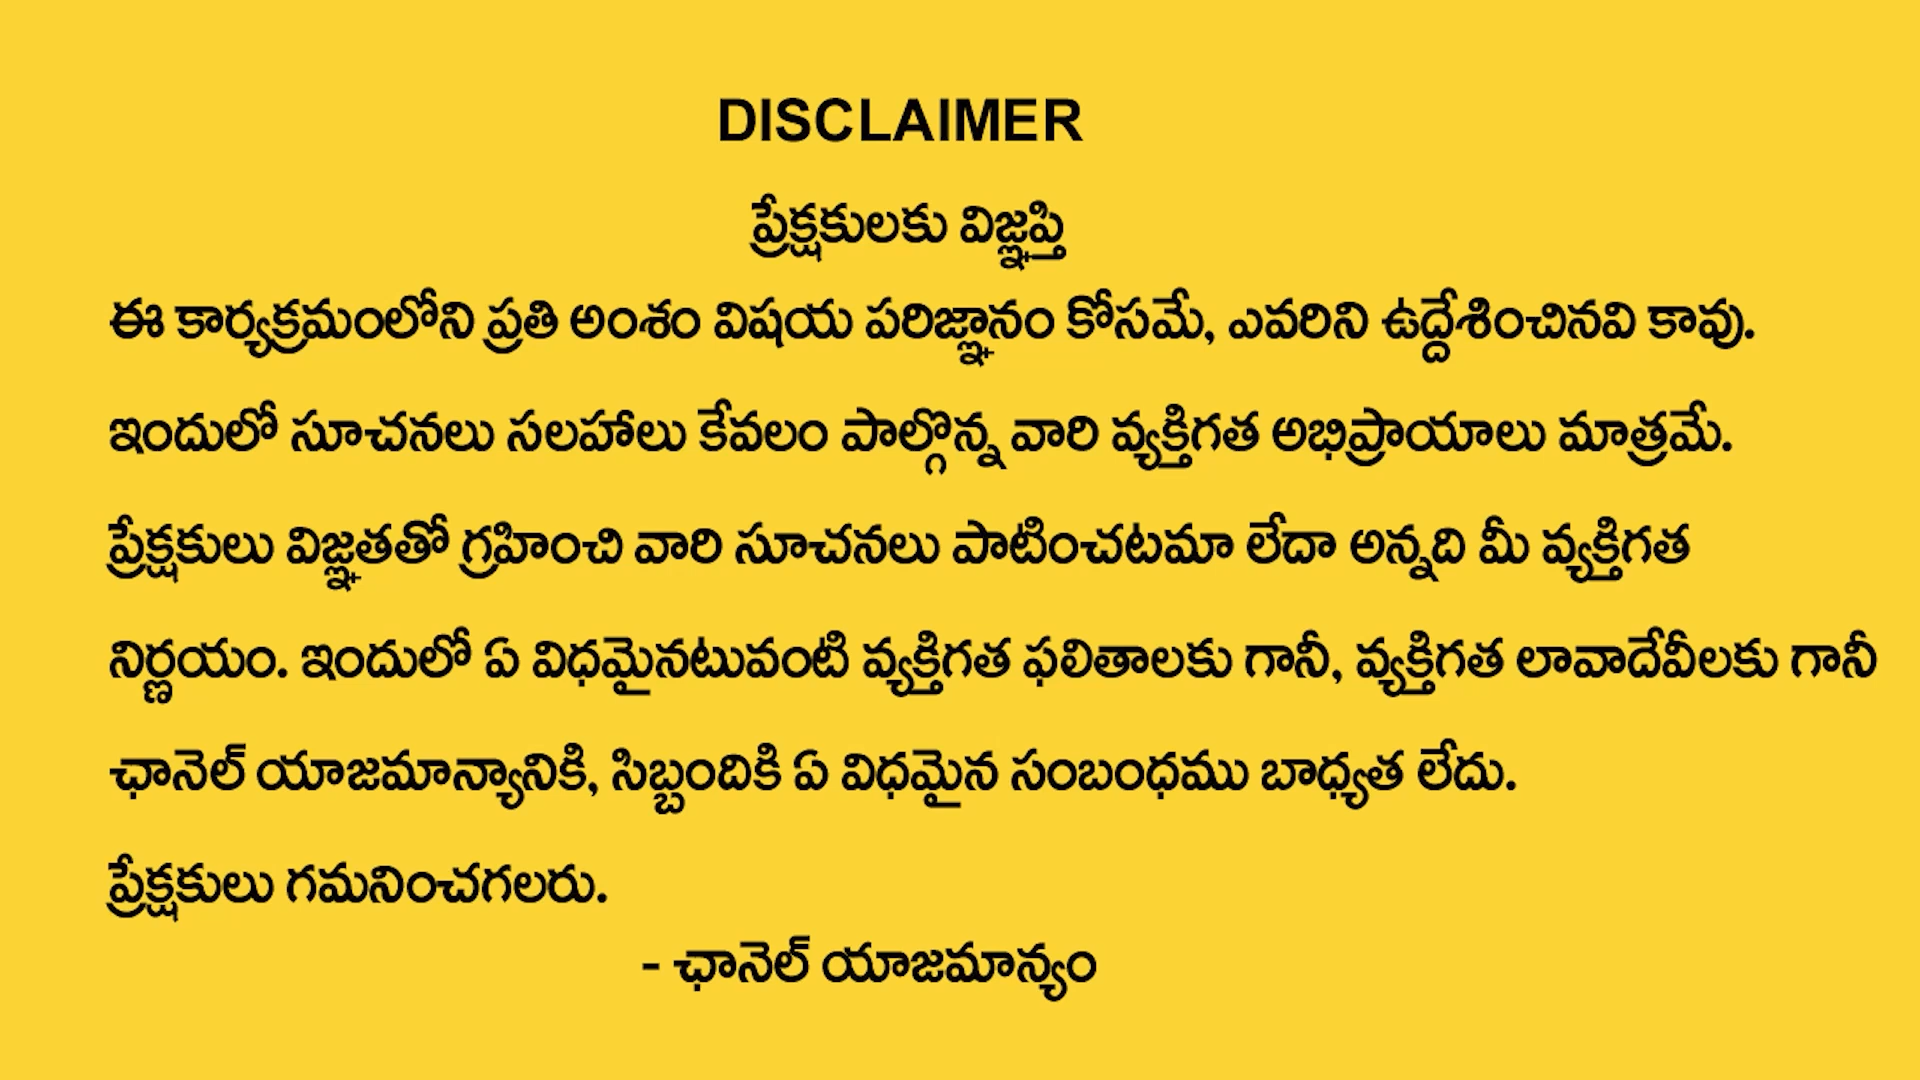 DISCLAIMER
ప్రేక్షకులకు విజ్ఞప్తి
ఈ కార్యక్రమంలోని ప్రతి అంశం విషయ పరిజ్ఞానం కోసమే, ఎవరిని ఉద్దేశించినవి కావు.
ఇందులో సూచనలు సలహాలు కేవలం పాల్గొన్న వారి వ్యక్తిగత అభిప్రాయాలు మాత్రమే.
ప్రేక్షకులు విజ్ఞతతో గ్రహించి వారి సూచనలు పాటించటమా లేదా అన్నది మీ వ్యక్తిగత
నిర్ణయం. ఇందులో ఏ విధమైనటువంటి వ్యక్తిగత ఫలితాలకు గానీ, వ్యక్తిగత లావాదేవీలకు గానీ
ఛానెల్ యాజమాన్యానికి, సిబ్బందికి ఏ విధమైన సంబంధము బాధ్యత లేదు.
ప్రేక్షకులు గమనించగలరు.
- ఛానెల్ యాజమాన్యం